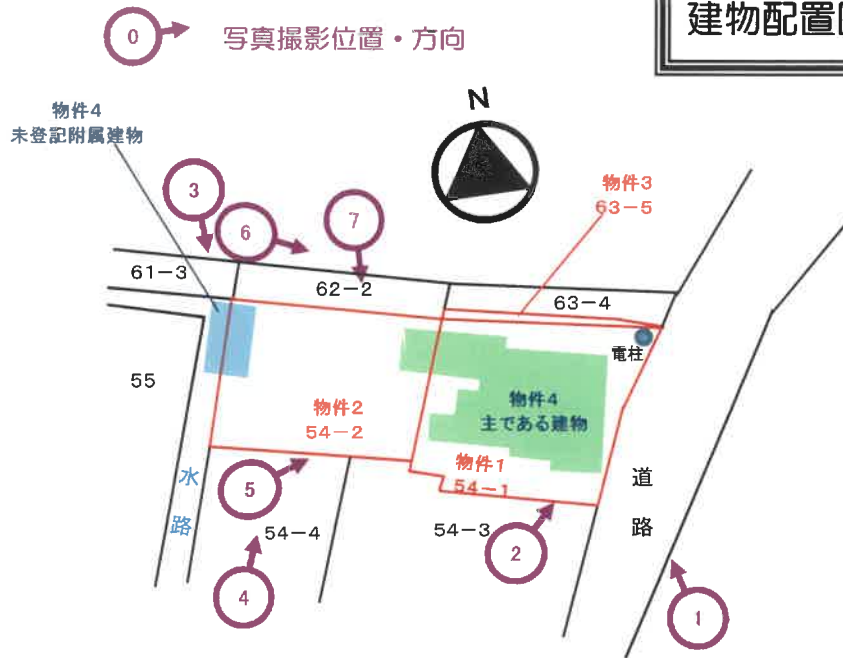 建物配置
0
写真撮影位置・方向
N
物件4
未登記附属建物
3
6
7
物件3
63-5
61-3
62-2
63-4
電柱
55
物件2
54-2
物件4
主である建物
物件1
54-1
水路
道路
5
54-4
54-3
2
4
1